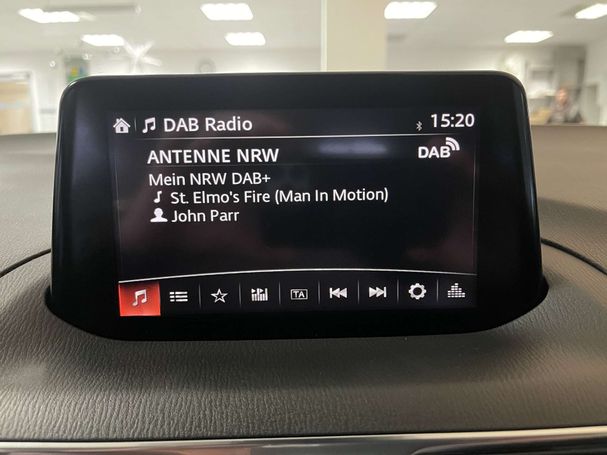 DAB Radio 15:20
ANTENNE NRW DAB
Mein NRW DAB+
St. Elmo's Fire (Man In Motion)
John Parr
TA